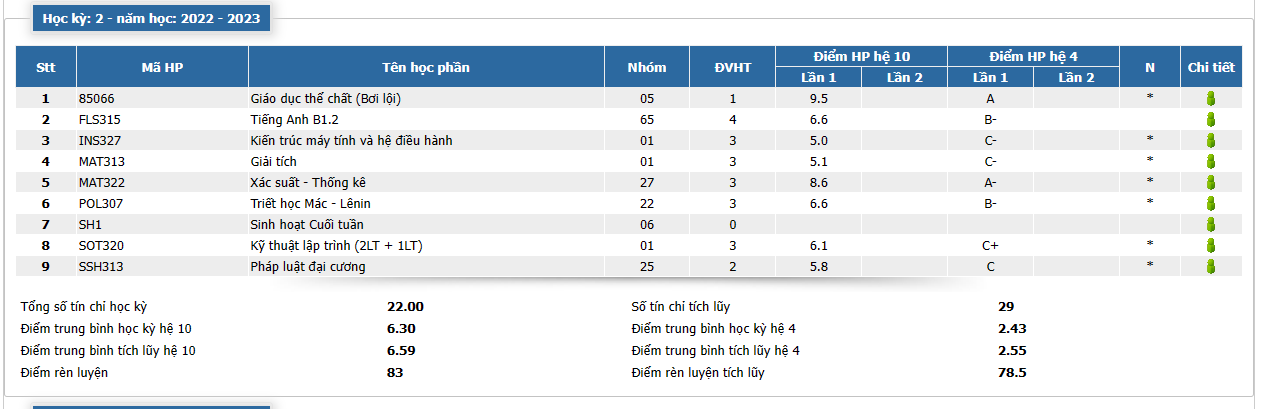 Học kỳ: 2 - năm học: 2022 - 2023
Stt Mã HP Tên học phần Nhóm ĐVHT Điểm HP hệ 10 Điểm HP hệ 4 N Chi tiết
Lần 1 Lần 2 Lần 1 Lần 2
1 85066 Giáo dục thể chất (Bơi lội) 05 1 9.5 A *
2 FLS315 Tiếng Anh B1.2 65 4 6.6 B-
3 INS327 Kiến trúc máy tính và hệ điều hành 01 3 5.0 C- *
4 MAT313 Giải tích 01 3 5.1 C- *
5 MAT322 Xác suất - Thống kê 27 3 8.6 A- *
6 POL307 Triết học Mác - Lênin 22 3 6.6 B- *
7 SH1 Sinh hoạt Cuối tuần 06 0
8 SOT320 Kỹ thuật lập trình (2LT + 1LT) 01 3 6.1 C+ *
9 SSH313 Pháp luật đại cương 25 2 5.8 C *
Tổng số tín chỉ học kỳ 22.00 Số tín chỉ tích lũy 29
Điểm trung bình học kỳ hệ 10 6.30 Điểm trung bình học kỳ hệ 4 2.43
Điểm trung bình tích lũy hệ 10 6.59 Điểm trung bình tích lũy hệ 4 2.55
Điểm rèn luyện 83 Điểm rèn luyện tích lũy 78.5